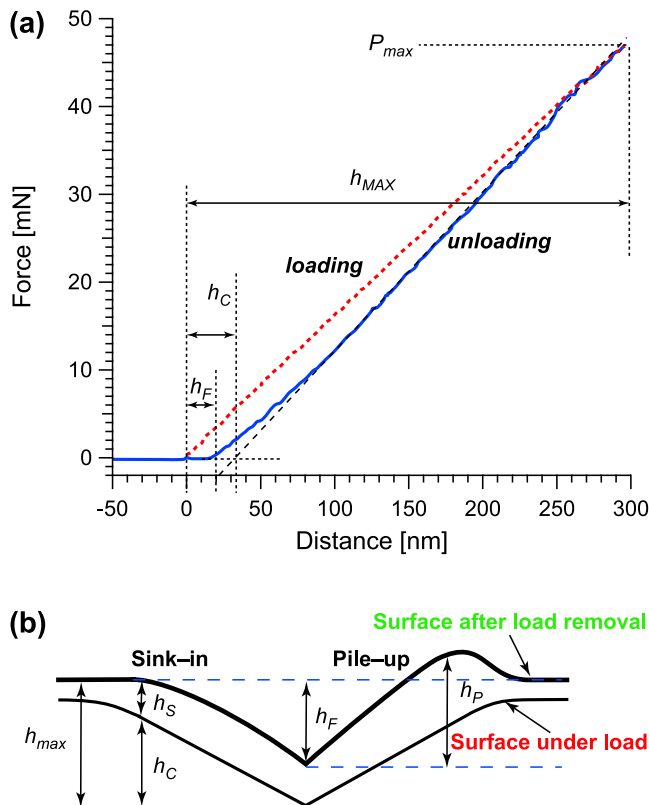 (a)
50
40
30
20
10
0
Force [mN]
P_max
h_MAX
loading
unloading
h_C
h_F
-50
0
50
100
150
200
250
300
Distance [nm]
(b)
Surface after load removal
Sink–in
Pile–up
h_S
h_F
h_P
h_max
h_C
Surface under load